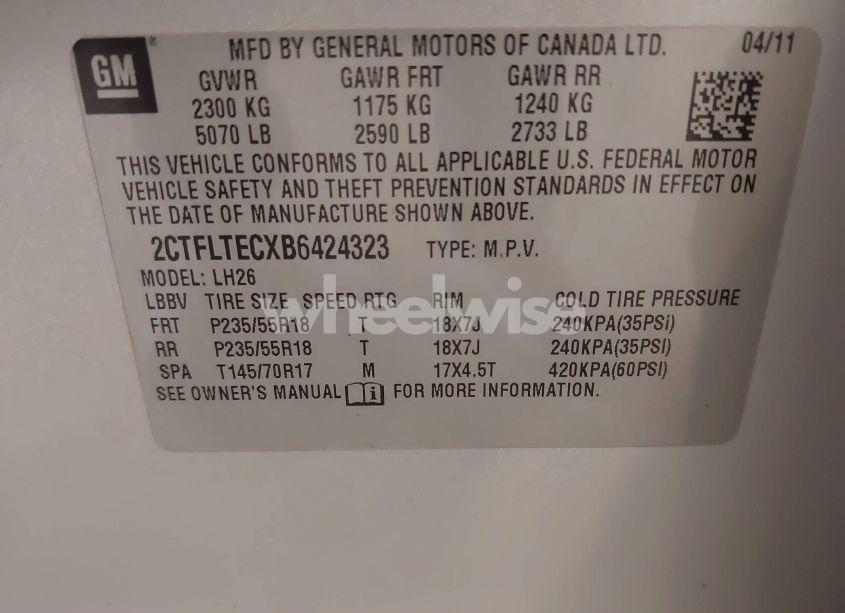 GM
MFD BY GENERAL MOTORS OF CANADA LTD. 04/11
GVWR GAWR FRT GAWR RR
2300 KG 1175 KG 1240 KG
5070 LB 2590 LB 2733 LB
THIS VEHICLE CONFORMS TO ALL APPLICABLE U.S. FEDERAL MOTOR
VEHICLE SAFETY AND THEFT PREVENTION STANDARDS IN EFFECT ON
THE DATE OF MANUFACTURE SHOWN ABOVE.
2CTFLTECXB6424323 TYPE: M.P.V.
MODEL: LH26
LBBV TIRE SIZE SPEED RTG RIM COLD TIRE PRESSURE
FRT P235/55R18 T 18X7J 240KPA(35PSI)
RR P235/55R18 T 18X7J 240KPA(35PSI)
SPA T145/70R17 M 17X4.5T 420KPA(60PSI)
SEE OWNER'S MANUAL i FOR MORE INFORMATION.
wheelwise